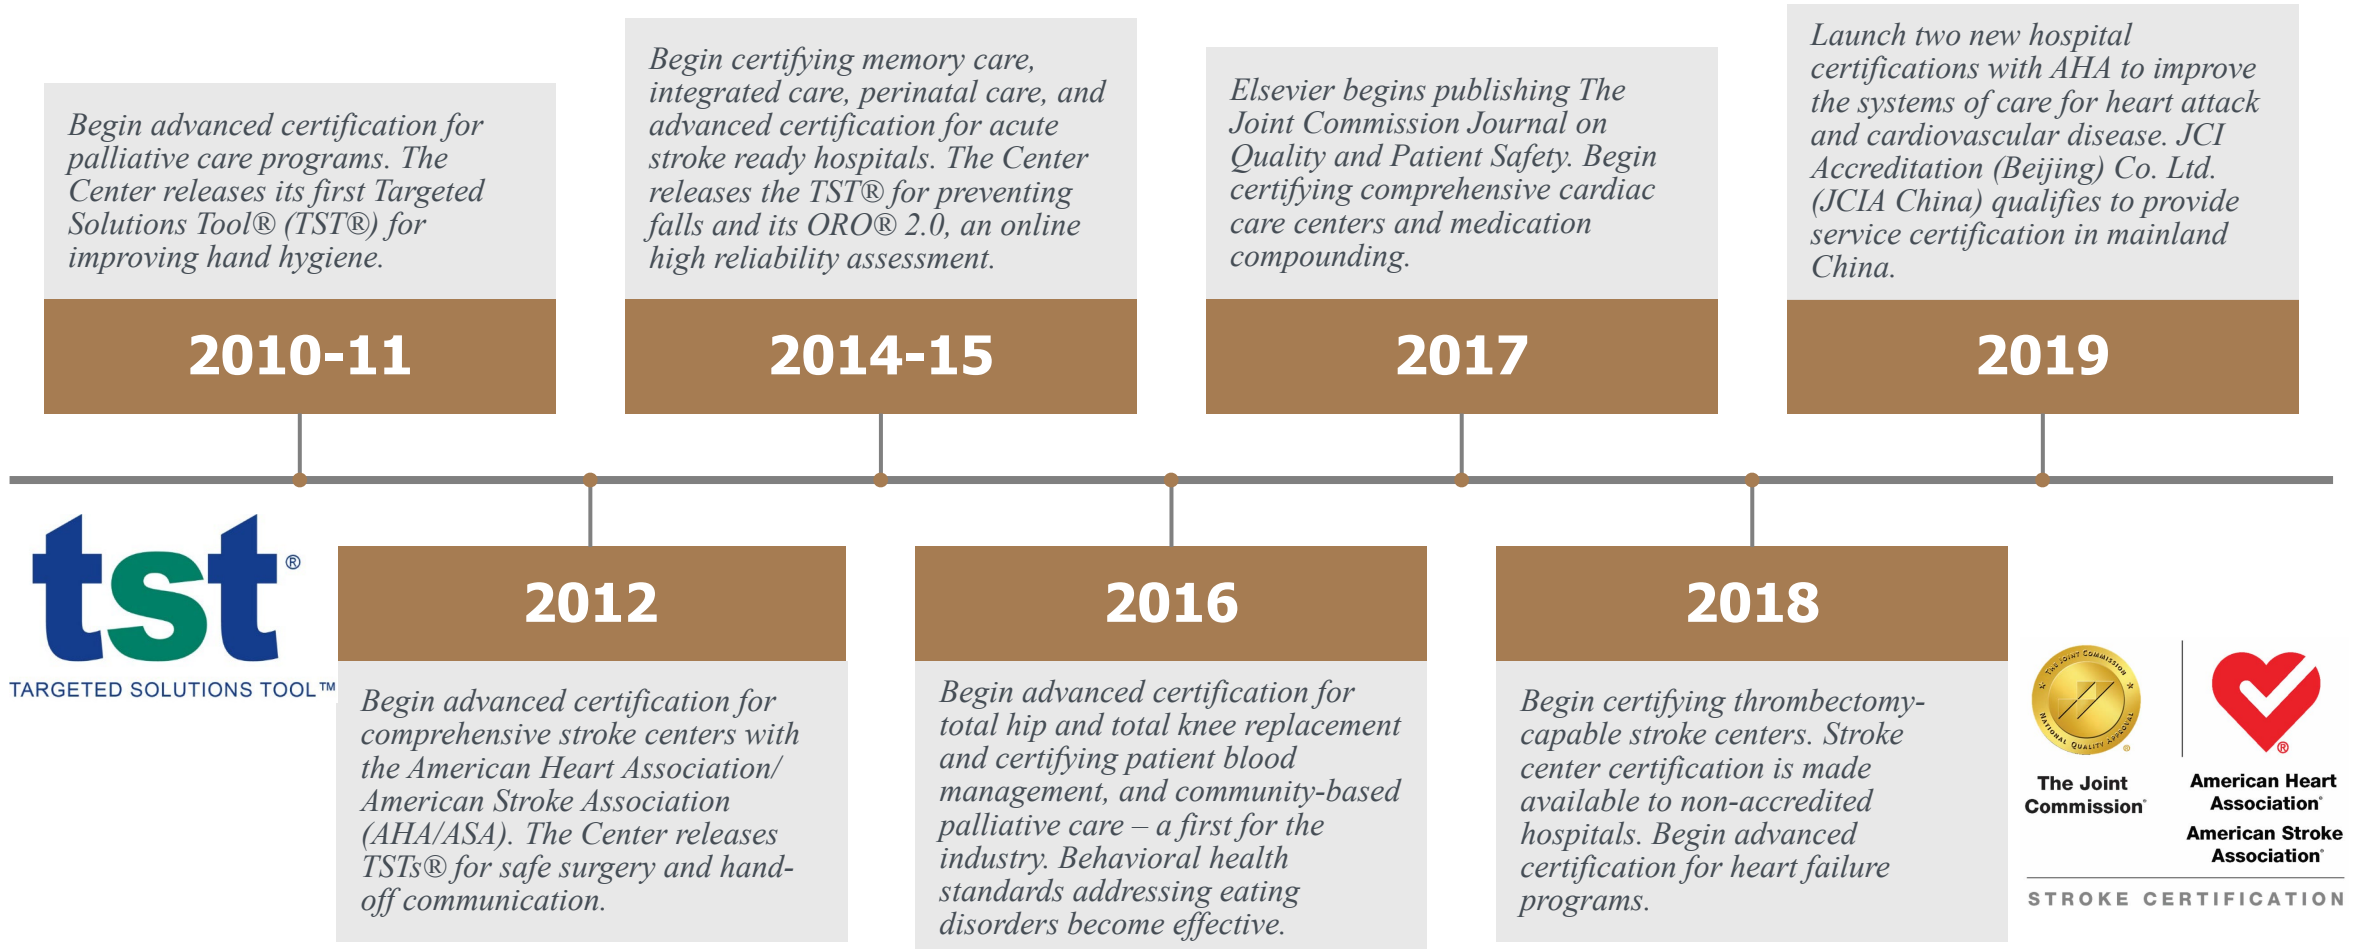 Begin advanced certification for
palliative care programs. The
Center releases its first Targeted
Solutions Tool® (TST®) for
improving hand hygiene.
2010-11
Begin certifying memory care,
integrated care, perinatal care, and
advanced certification for acute
stroke ready hospitals. The Center
releases the TST® for preventing
falls and its ORO® 2.0, an online
high reliability assessment.
2014-15
Elsevier begins publishing The
Joint Commission Journal on
Quality and Patient Safety. Begin
certifying comprehensive cardiac
care centers and medication
compounding.
2017
Launch two new hospital
certifications with AHA to improve
the systems of care for heart attack
and cardiovascular disease. JCI
Accreditation (Beijing) Co. Ltd.
(JCIA China) qualifies to provide
service certification in mainland
China.
2019
tst®
TARGETED SOLUTIONS TOOL™
2012
Begin advanced certification for
comprehensive stroke centers with
the American Heart Association/
American Stroke Association
(AHA/ASA). The Center releases
TSTs® for safe surgery and hand-
off communication.
2016
Begin advanced certification for
total hip and total knee replacement
and certifying patient blood
management, and community-based
palliative care – a first for the
industry. Behavioral health
standards addressing eating
disorders become effective.
2018
Begin certifying thrombectomy-
capable stroke centers. Stroke
center certification is made
available to non-accredited
hospitals. Begin advanced
certification for heart failure
programs.
THE JOINT COMMISSION
NATIONAL QUALITY APPROVAL
®
The Joint
Commission®
®
American Heart
Association®
American Stroke
Association®
STROKE CERTIFICATION